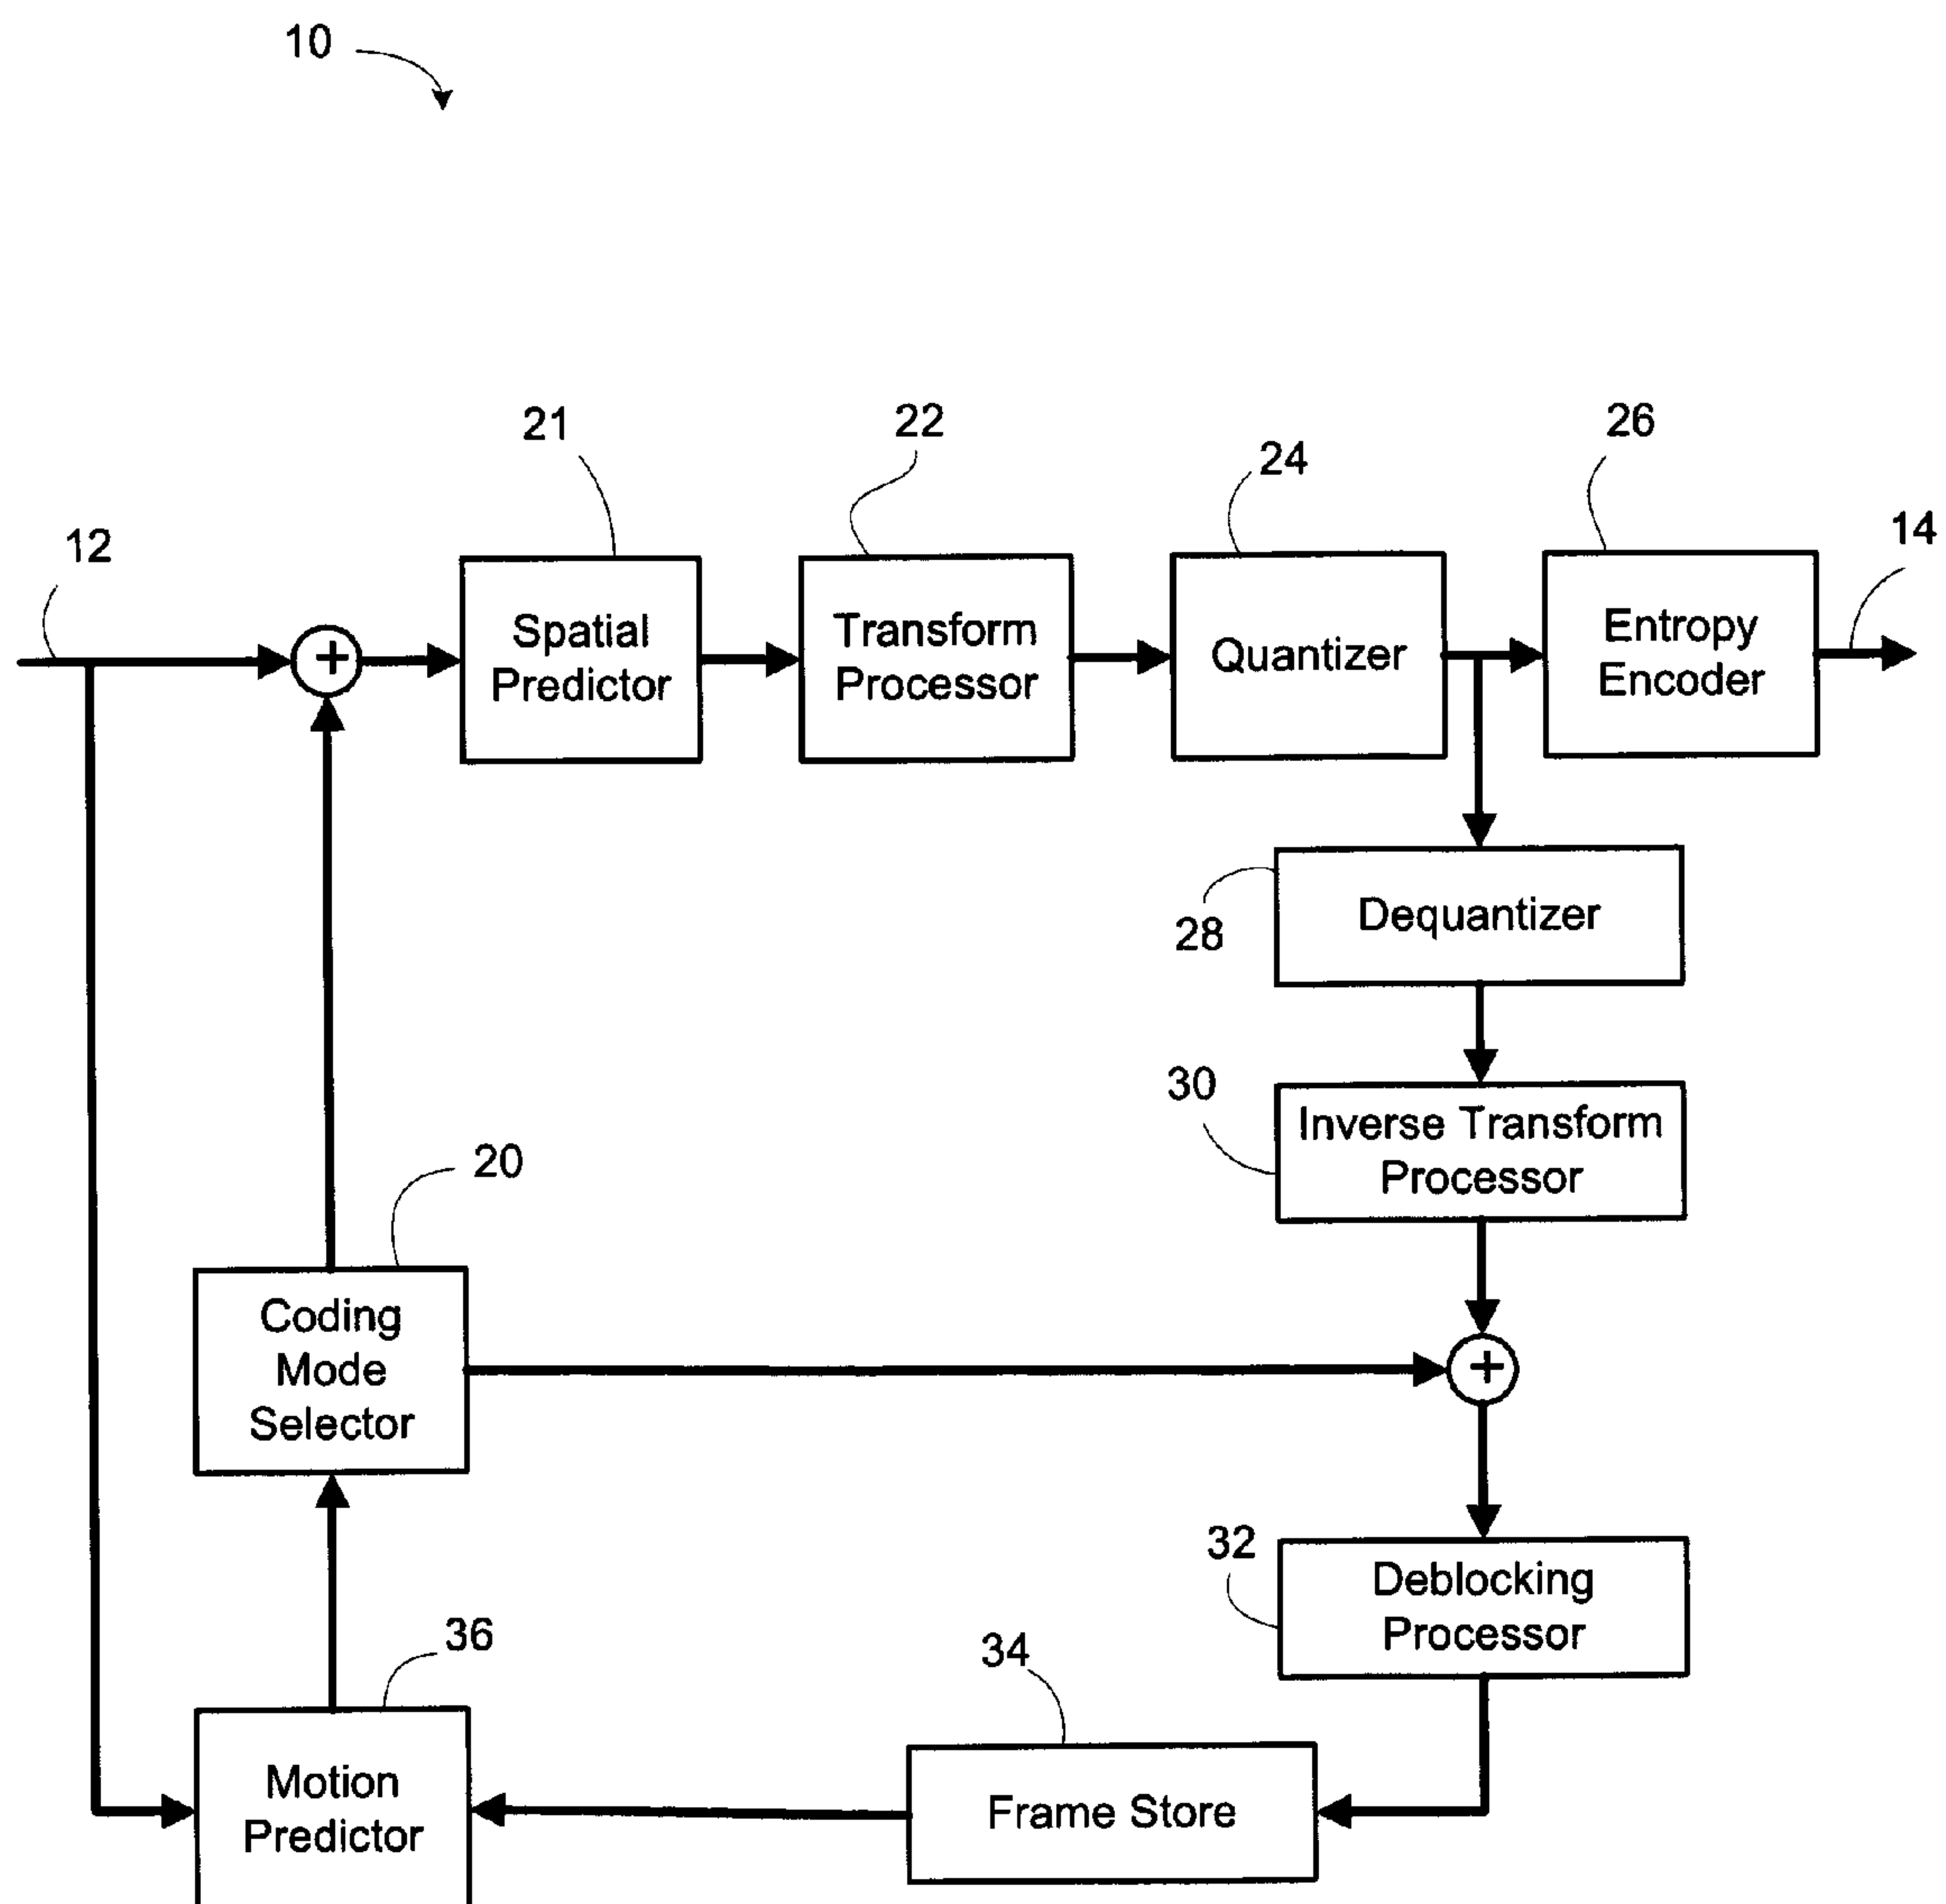 10
21
22
24
26
12
14
+
Spatial
Predictor
Transform
Processor
Quantizer
Entropy
Encoder
28
Dequantizer
30
Inverse Transform
Processor
20
Coding
Mode
Selector
+
32
Deblocking
Processor
36
34
Motion
Predictor
Frame Store